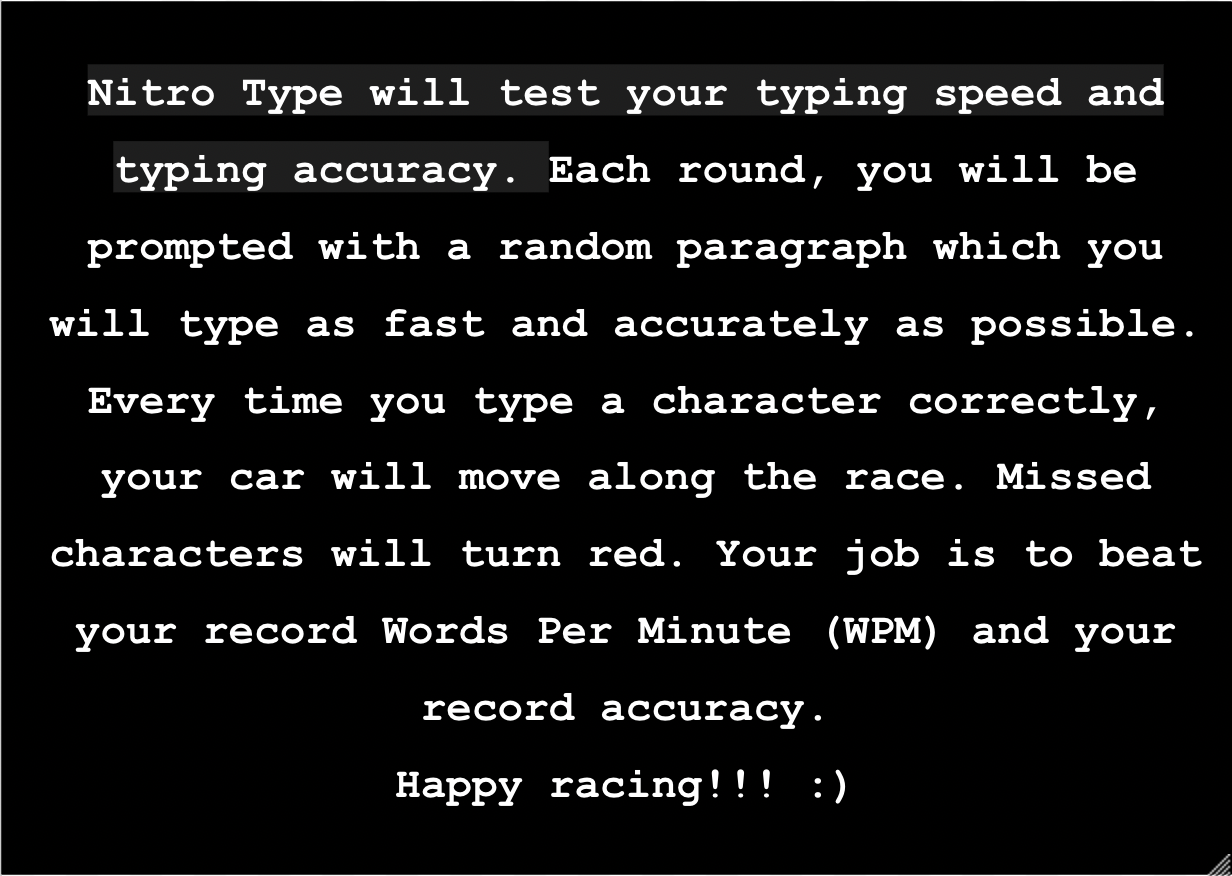 Nitro Type will test your typing speed and
typing accuracy. Each round, you will be
prompted with a random paragraph which you
will type as fast and accurately as possible.
Every time you type a character correctly,
your car will move along the race. Missed
characters will turn red. Your job is to beat
your record Words Per Minute (WPM) and your
record accuracy.
Happy racing!!! :)